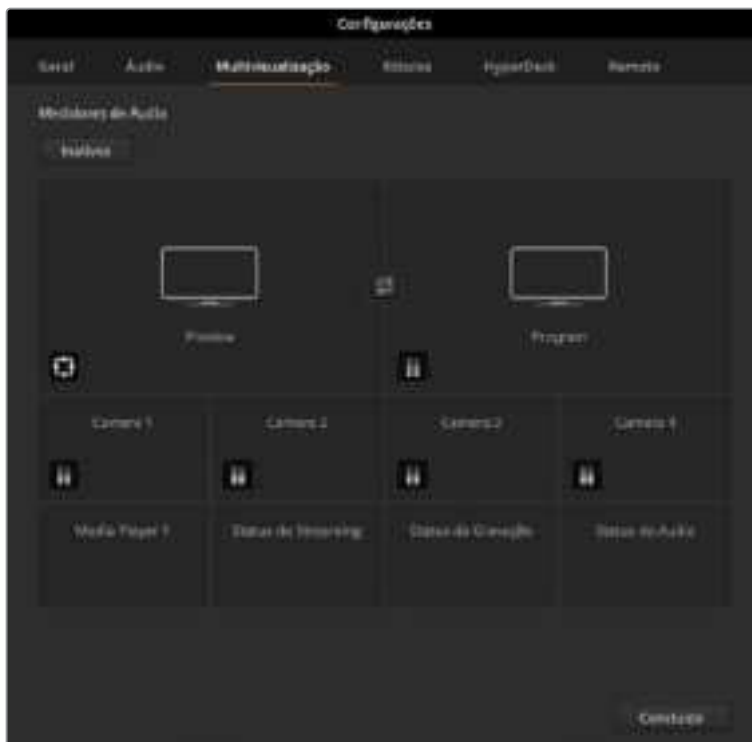 Configurações
Geral Áudio Multivisualização Rótulos HyperDeck Remoto
Medidores de Áudio
Preview Program
Camera 1 Camera 2 Camera 3 Camera 4
Media Player 1 Status do Streaming Status da Gravação Status do Áudio
Concluído